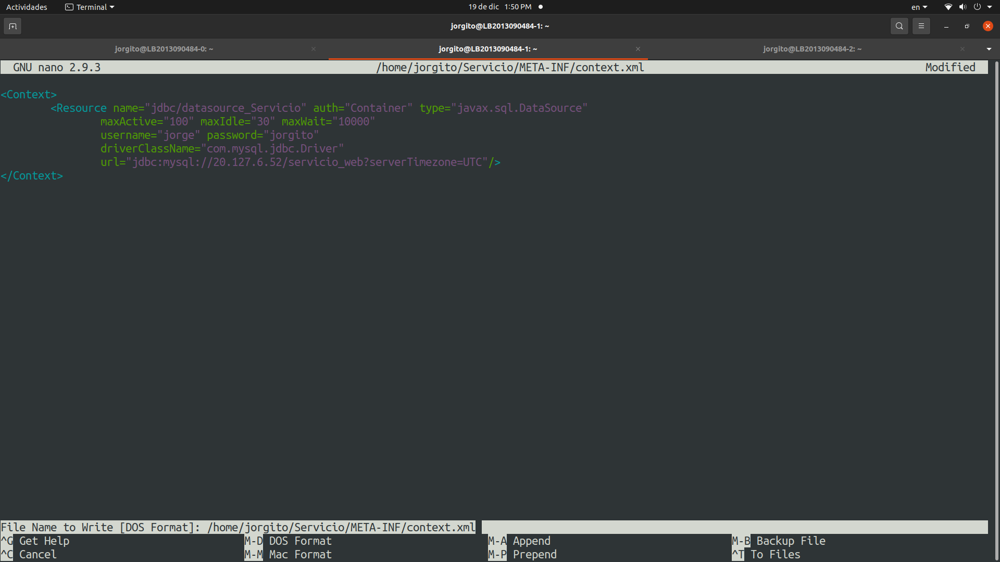 Actividades Terminal 19 de dic 1:50 PM en
jorgito@LB2013090484-1: ~
jorgito@LB2013090484-0: ~ jorgito@LB2013090484-1: ~ jorgito@LB2013090484-2: ~
GNU nano 2.9.3 /home/jorgito/Servicio/META-INF/context.xml Modified
<Context>
<Resource name="jdbc/datasource_Servicio" auth="Container" type="javax.sql.DataSource"
maxActive="100" maxIdle="30" maxWait="10000"
username="jorge" password="jorgito"
driverClassName="com.mysql.jdbc.Driver"
url="jdbc:mysql://20.127.6.52/servicio_web?serverTimezone=UTC"/>
</Context>
File Name to Write [DOS Format]: /home/jorgito/Servicio/META-INF/context.xml
^G Get Help M-D DOS Format M-A Append M-B Backup File
^C Cancel M-M Mac Format M-P Prepend ^T To Files